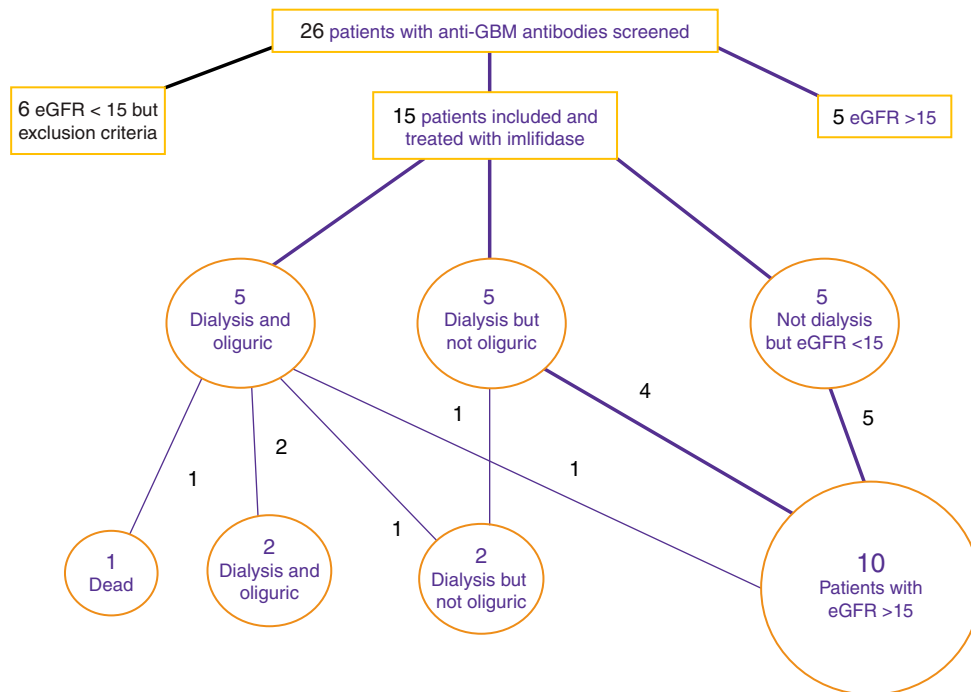 26 patients with anti-GBM antibodies screened
6 eGFR < 15 but
exclusion criteria
15 patients included and
treated with imlifidase
5 eGFR >15
5
Dialysis and
oliguric
5
Dialysis but
not oliguric
5
Not dialysis
but eGFR <15
1
2
1
1
4
1
5
1
Dead
2
Dialysis and
oliguric
2
Dialysis but
not oliguric
10
Patients with
eGFR >15